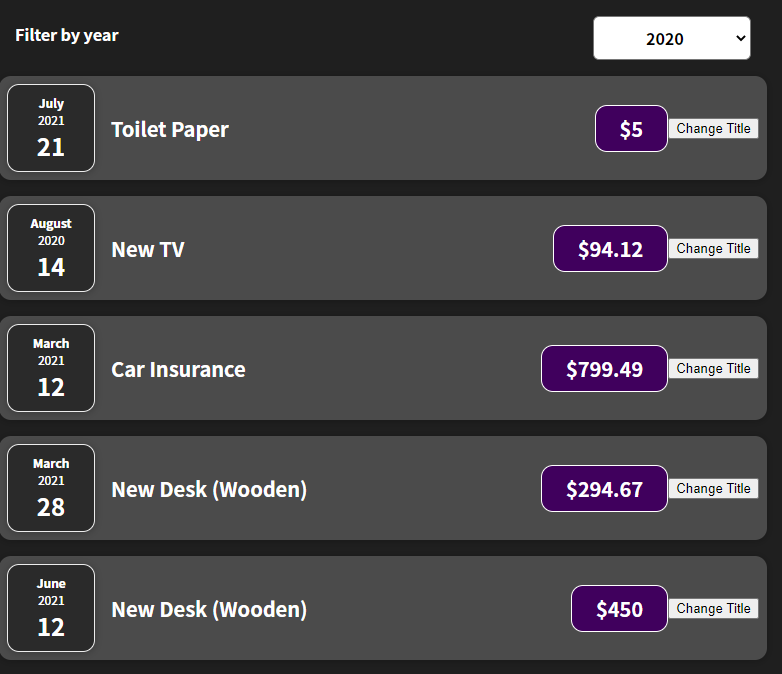 Filter by year
2020
July
2021
21
Toilet Paper
$5
Change Title
August
2020
14
New TV
$94.12
Change Title
March
2021
12
Car Insurance
$799.49
Change Title
March
2021
28
New Desk (Wooden)
$294.67
Change Title
June
2021
12
New Desk (Wooden)
$450
Change Title